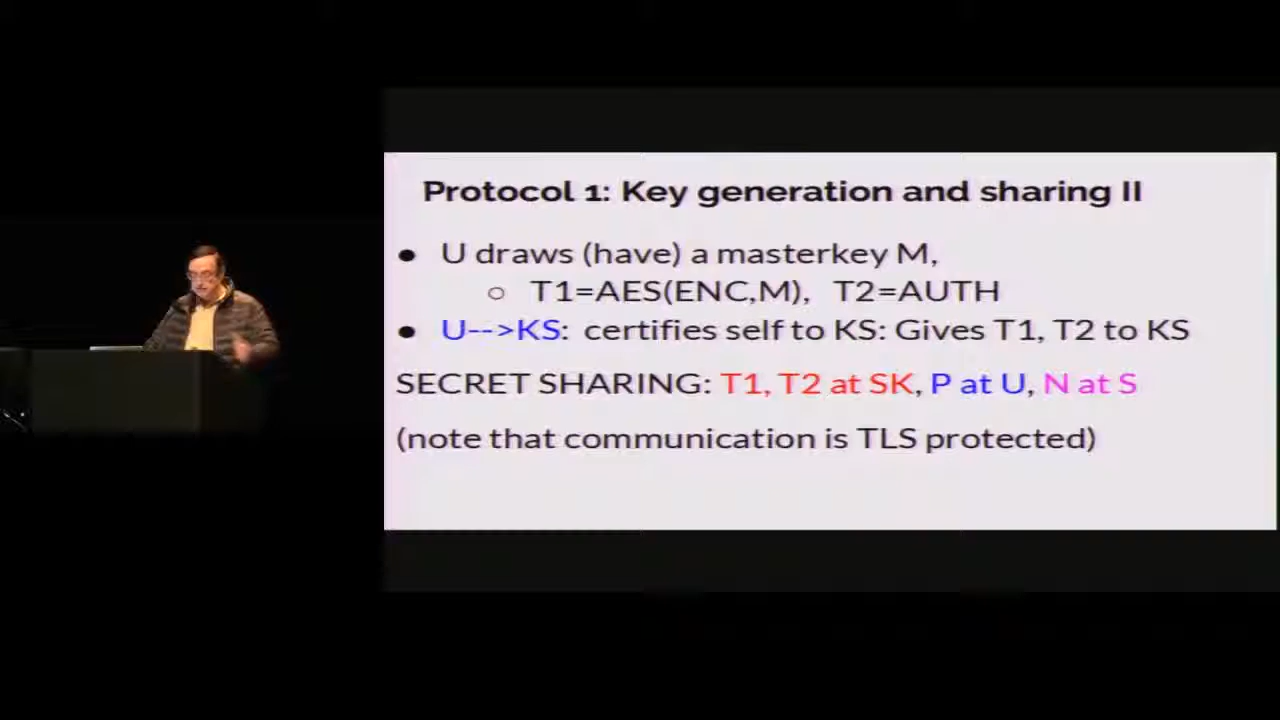 Protocol 1: Key generation and sharing II
● U draws (have) a masterkey M,
○ T1=AES(ENC,M), T2=AUTH
● U-->KS: certifies self to KS: Gives T1, T2 to KS
SECRET SHARING: T1, T2 at SK, P at U, N at S
(note that communication is TLS protected)